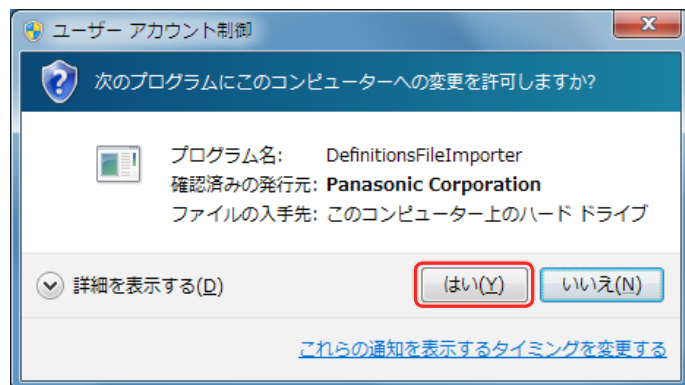 ユーザー アカウント制御
次のプログラムにこのコンピューターへの変更を許可しますか?
プログラム名: DefinitionsFileImporter
確認済みの発行元: Panasonic Corporation
ファイルの入手先: このコンピューター上のハード ドライブ
詳細を表示する(D) はい(Y) いいえ(N)
これらの通知を表示するタイミングを変更する